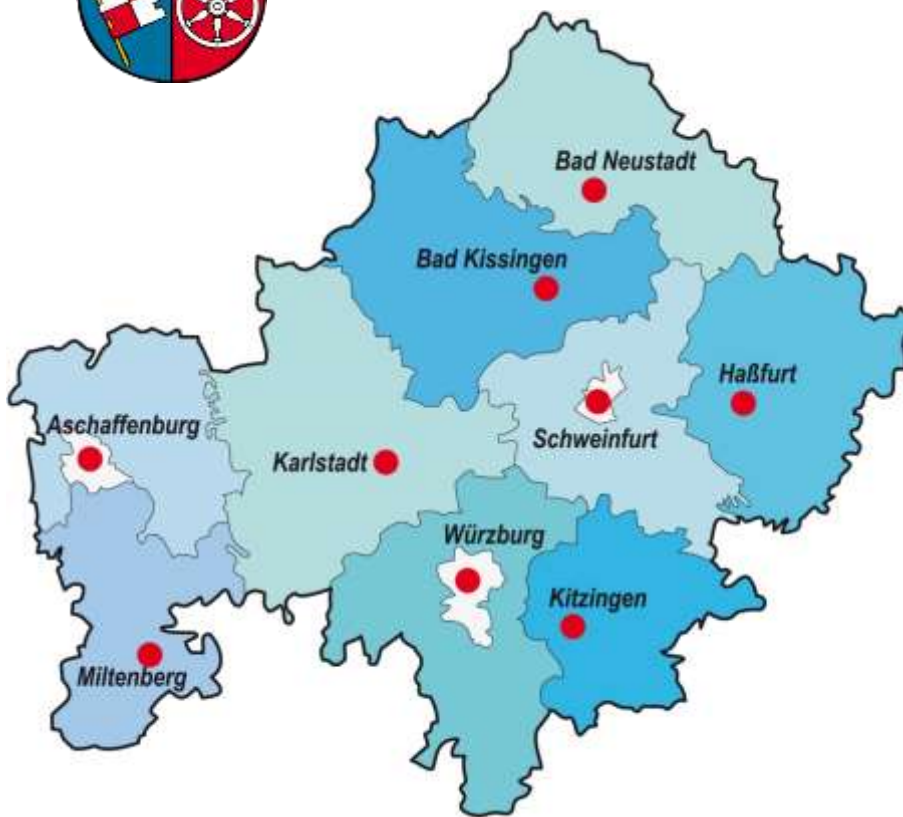 Bad Neustadt
Bad Kissingen
Haßfurt
Aschaffenburg
Schweinfurt
Karlstadt
Würzburg
Kitzingen
Miltenberg